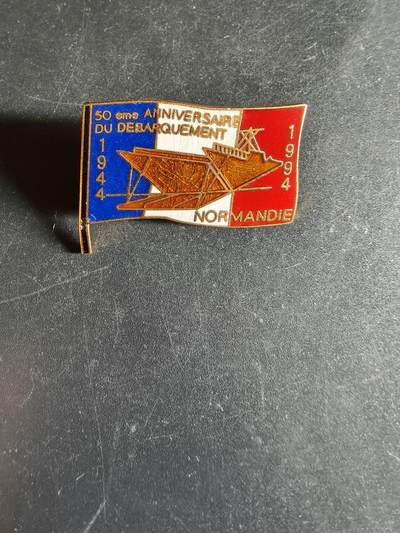 50 eme ANNIVERSAIRE
DU DEBARQUEMENT
1944
1994
NORMANDIE